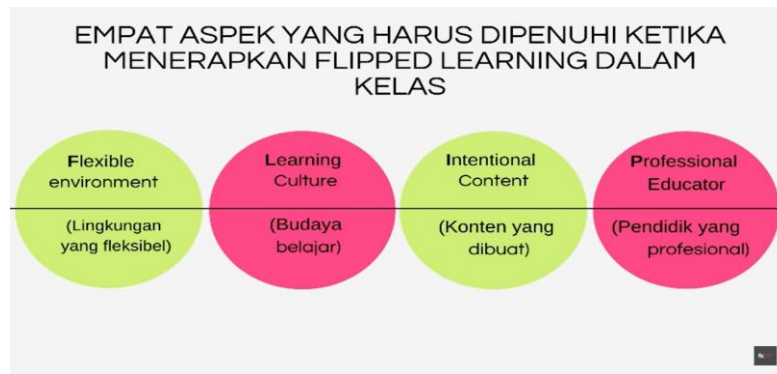 EMPAT ASPEK YANG HARUS DIPENUHI KETIKA
MENERAPKAN FLIPPED LEARNING DALAM
KELAS
Flexible
environment
(Lingkungan
yang fleksibel)
Learning
Culture
(Budaya
belajar)
Intentional
Content
(Konten yang
dibuat)
Professional
Educator
(Pendidik yang
profesional)